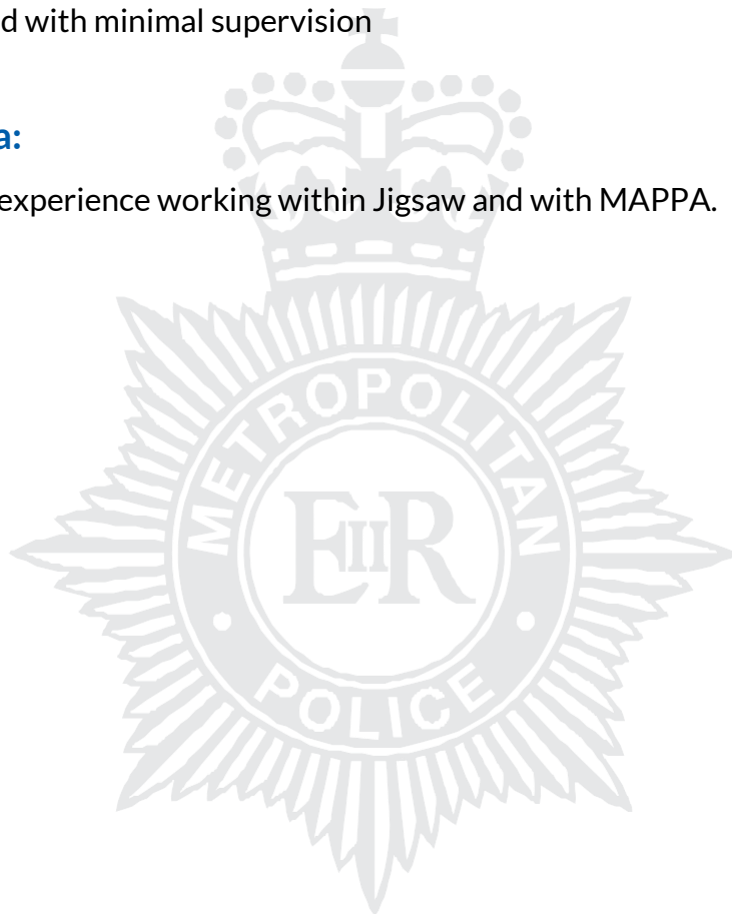 d with minimal supervision
a:
experience working within Jigsaw and with MAPPA.
METROPOLITAN
EIIR
POLICE